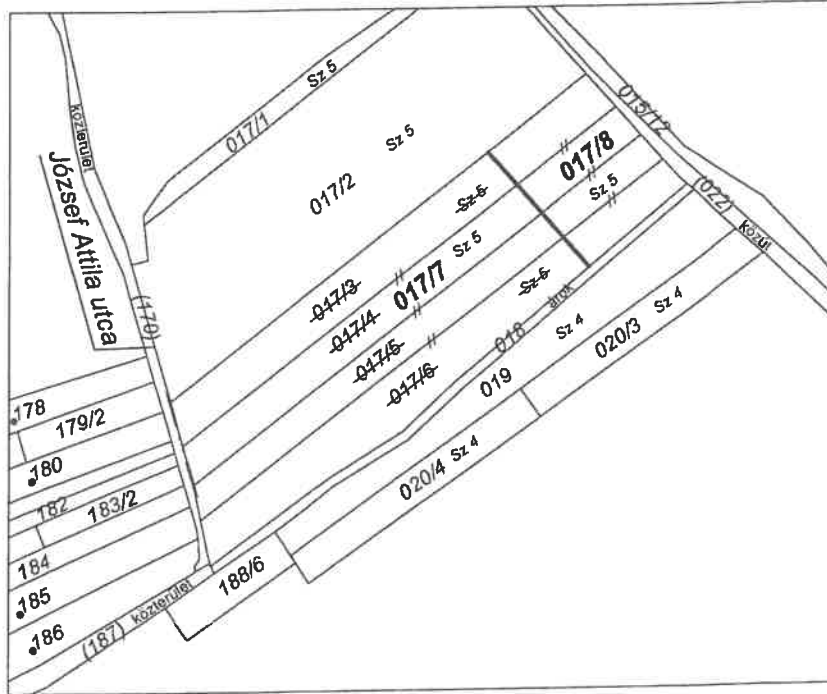 Sz 5
017/1
közterület
Sz 5
017/2
015/12
017/8
Sz 5
(022)
közút
József Attila utca
(170)
Sz 5
Sz 5
017/7
017/3
017/4
017/5
017/6
Sz 5
árok
018
Sz 4
Sz 4
020/3
019
020/4 Sz 4
178
179/2
180
182
183/2
184
185
186
(187) közterület
188/6